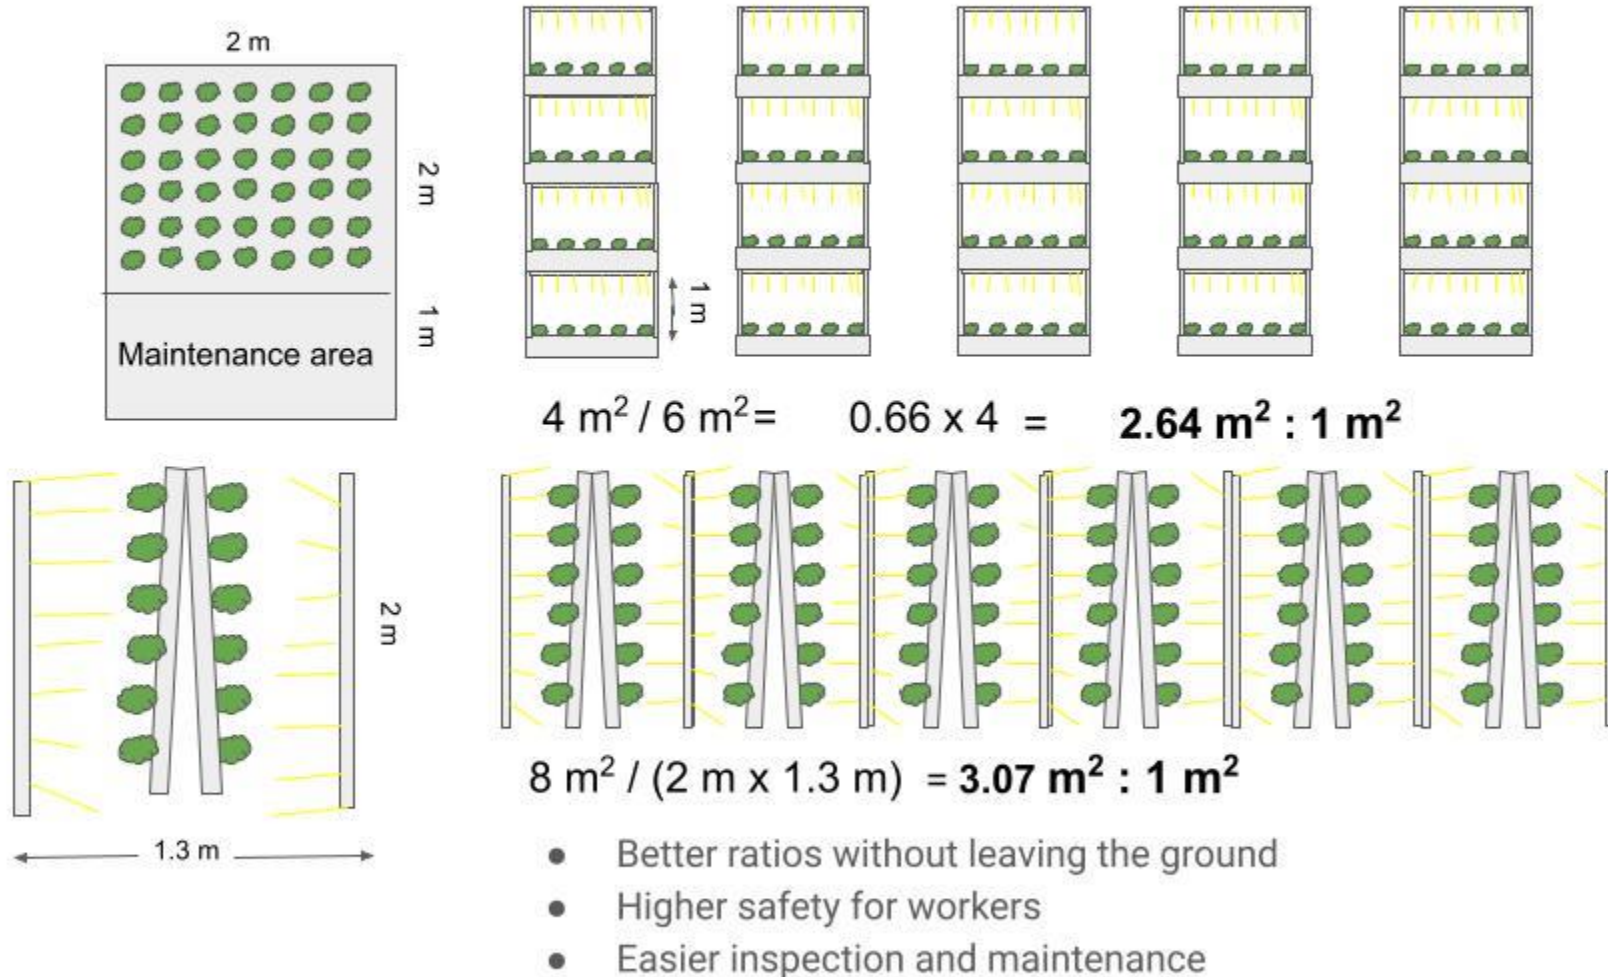 2 m
2 m
1 m
Maintenance area
1 m
4 m² / 6 m² = 0.66 x 4 = 2.64 m² : 1 m²
2 m
1.3 m
8 m² / (2 m x 1.3 m) = 3.07 m² : 1 m²
● Better ratios without leaving the ground
● Higher safety for workers
● Easier inspection and maintenance